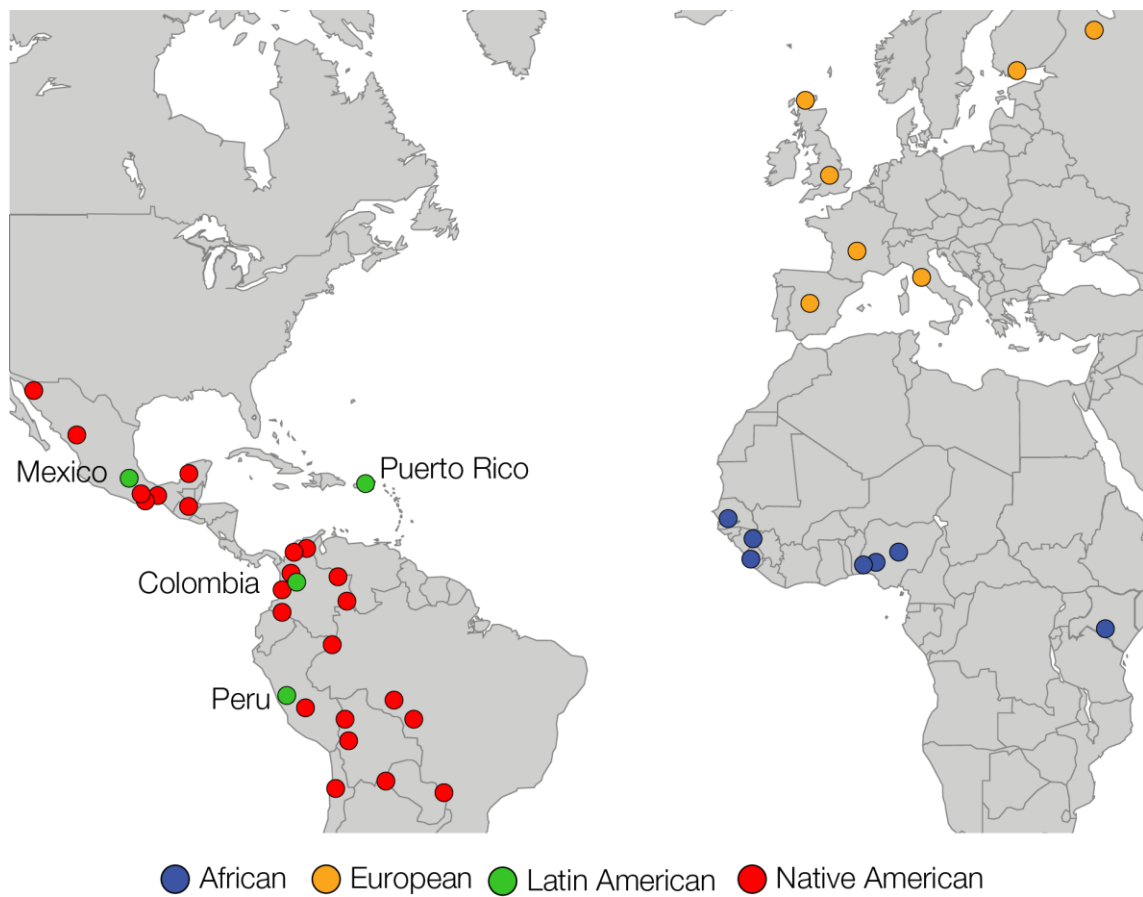 Mexico
Puerto Rico
Colombia
Peru
African European Latin American Native American